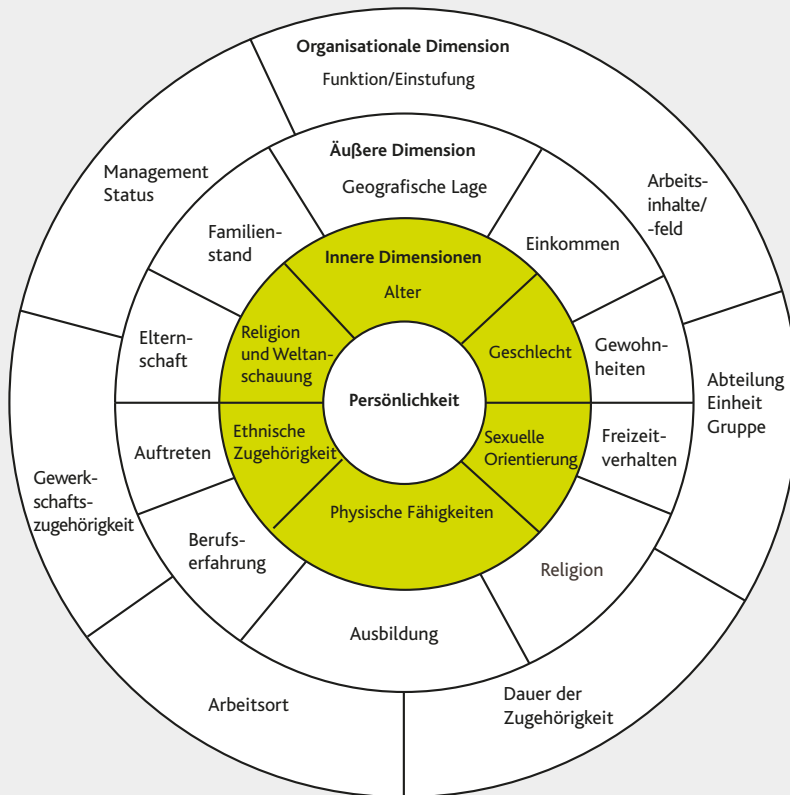 Organisationale Dimension
Funktion/Einstufung
Arbeits-
inhalte/
-feld
Abteilung
Einheit
Gruppe
Dauer der
Zugehörigkeit
Arbeitsort
Gewerk-
schafts-
zugehörigkeit
Management
Status
Äußere Dimension
Geografische Lage
Einkommen
Gewohn-
heiten
Freizeit-
verhalten
Religion
Ausbildung
Berufs-
erfahrung
Auftreten
Eltern-
schaft
Familien-
stand
Innere Dimensionen
Alter
Geschlecht
Sexuelle
Orientierung
Physische Fähigkeiten
Ethnische
Zugehörigkeit
Religion
und Weltan-
schauung
Persönlichkeit